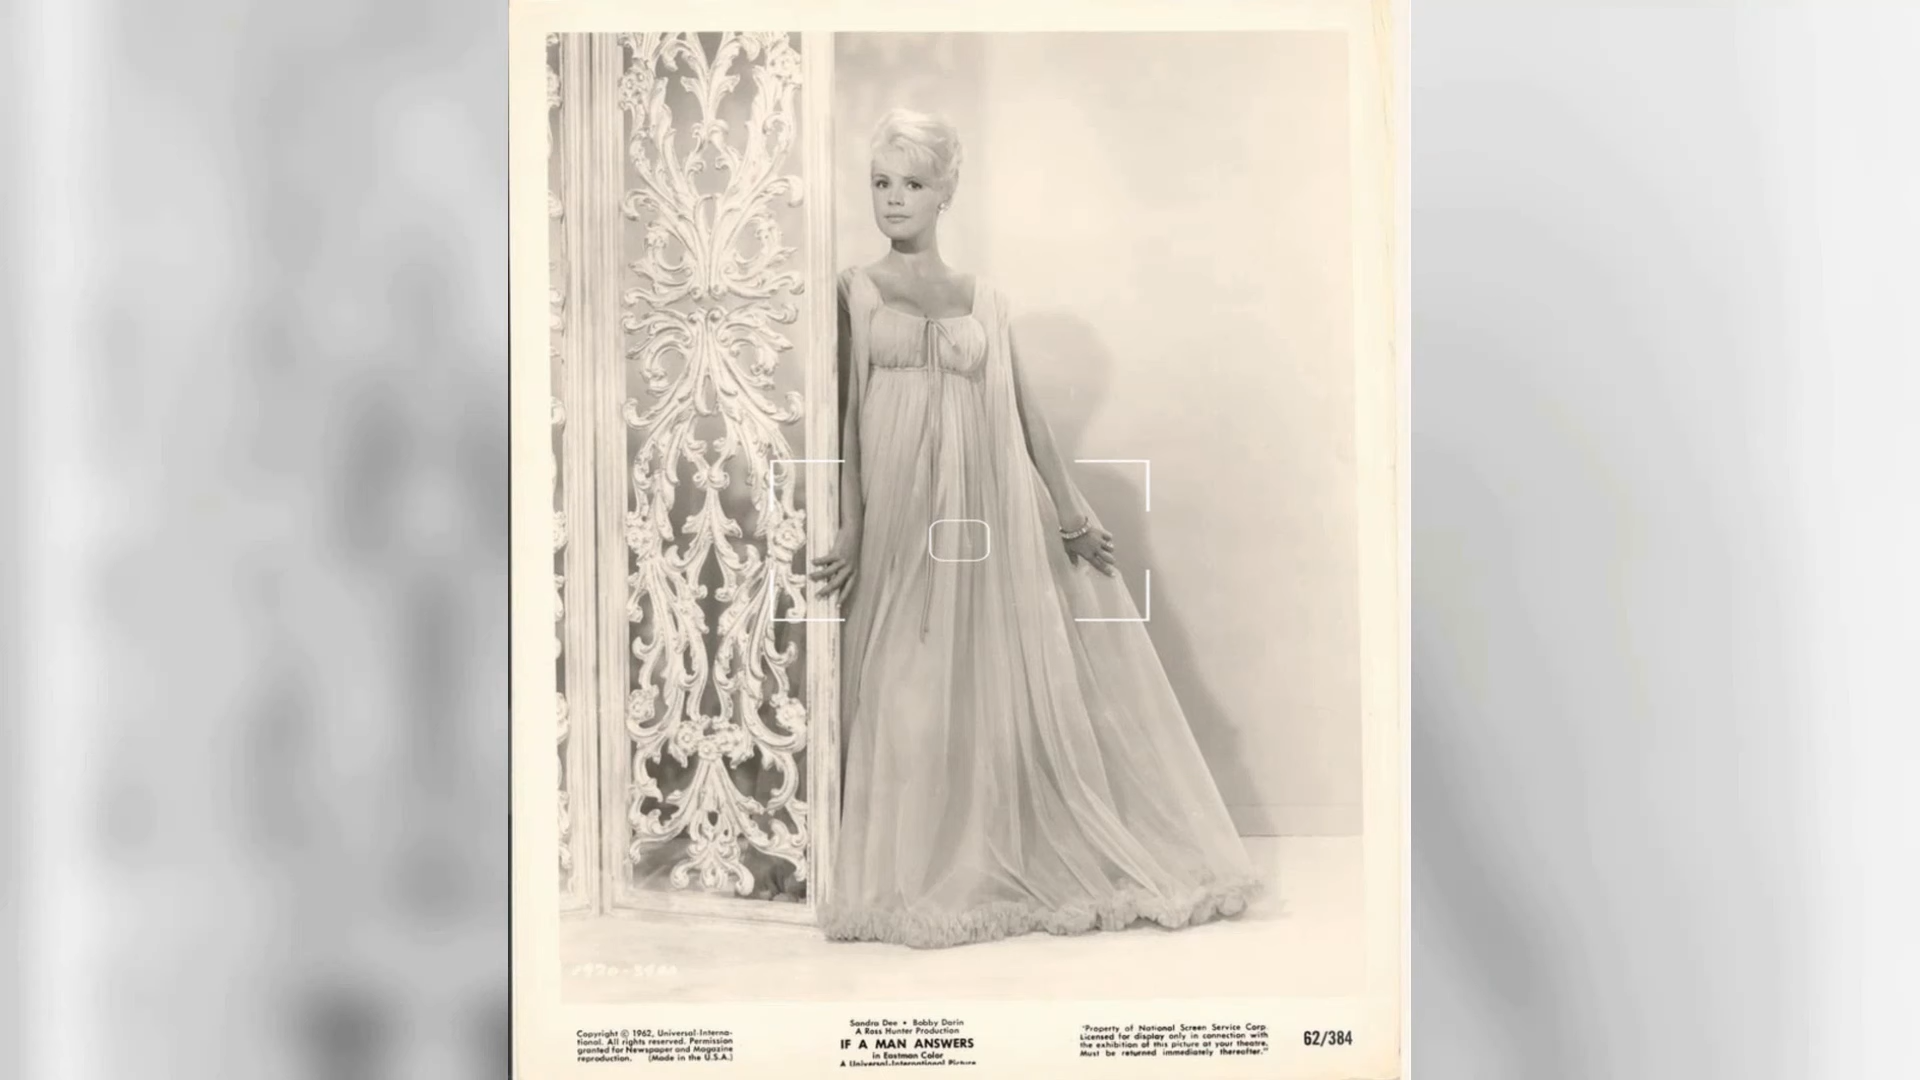 Copyright © 1962, Universal-Interna-
tional. All rights reserved. Permission
granted for Newspaper and Magazine
reproduction. (Made in the U.S.A.)
Sandra Dee • Bobby Darin
A Ross Hunter Production
IF A MAN ANSWERS
in Eastman Color
A Universal-International Picture
"Property of National Screen Service Corp.
Licensed for display only in connection with
the exhibition of this picture at your theatre.
Must be returned immediately thereafter."
62/384